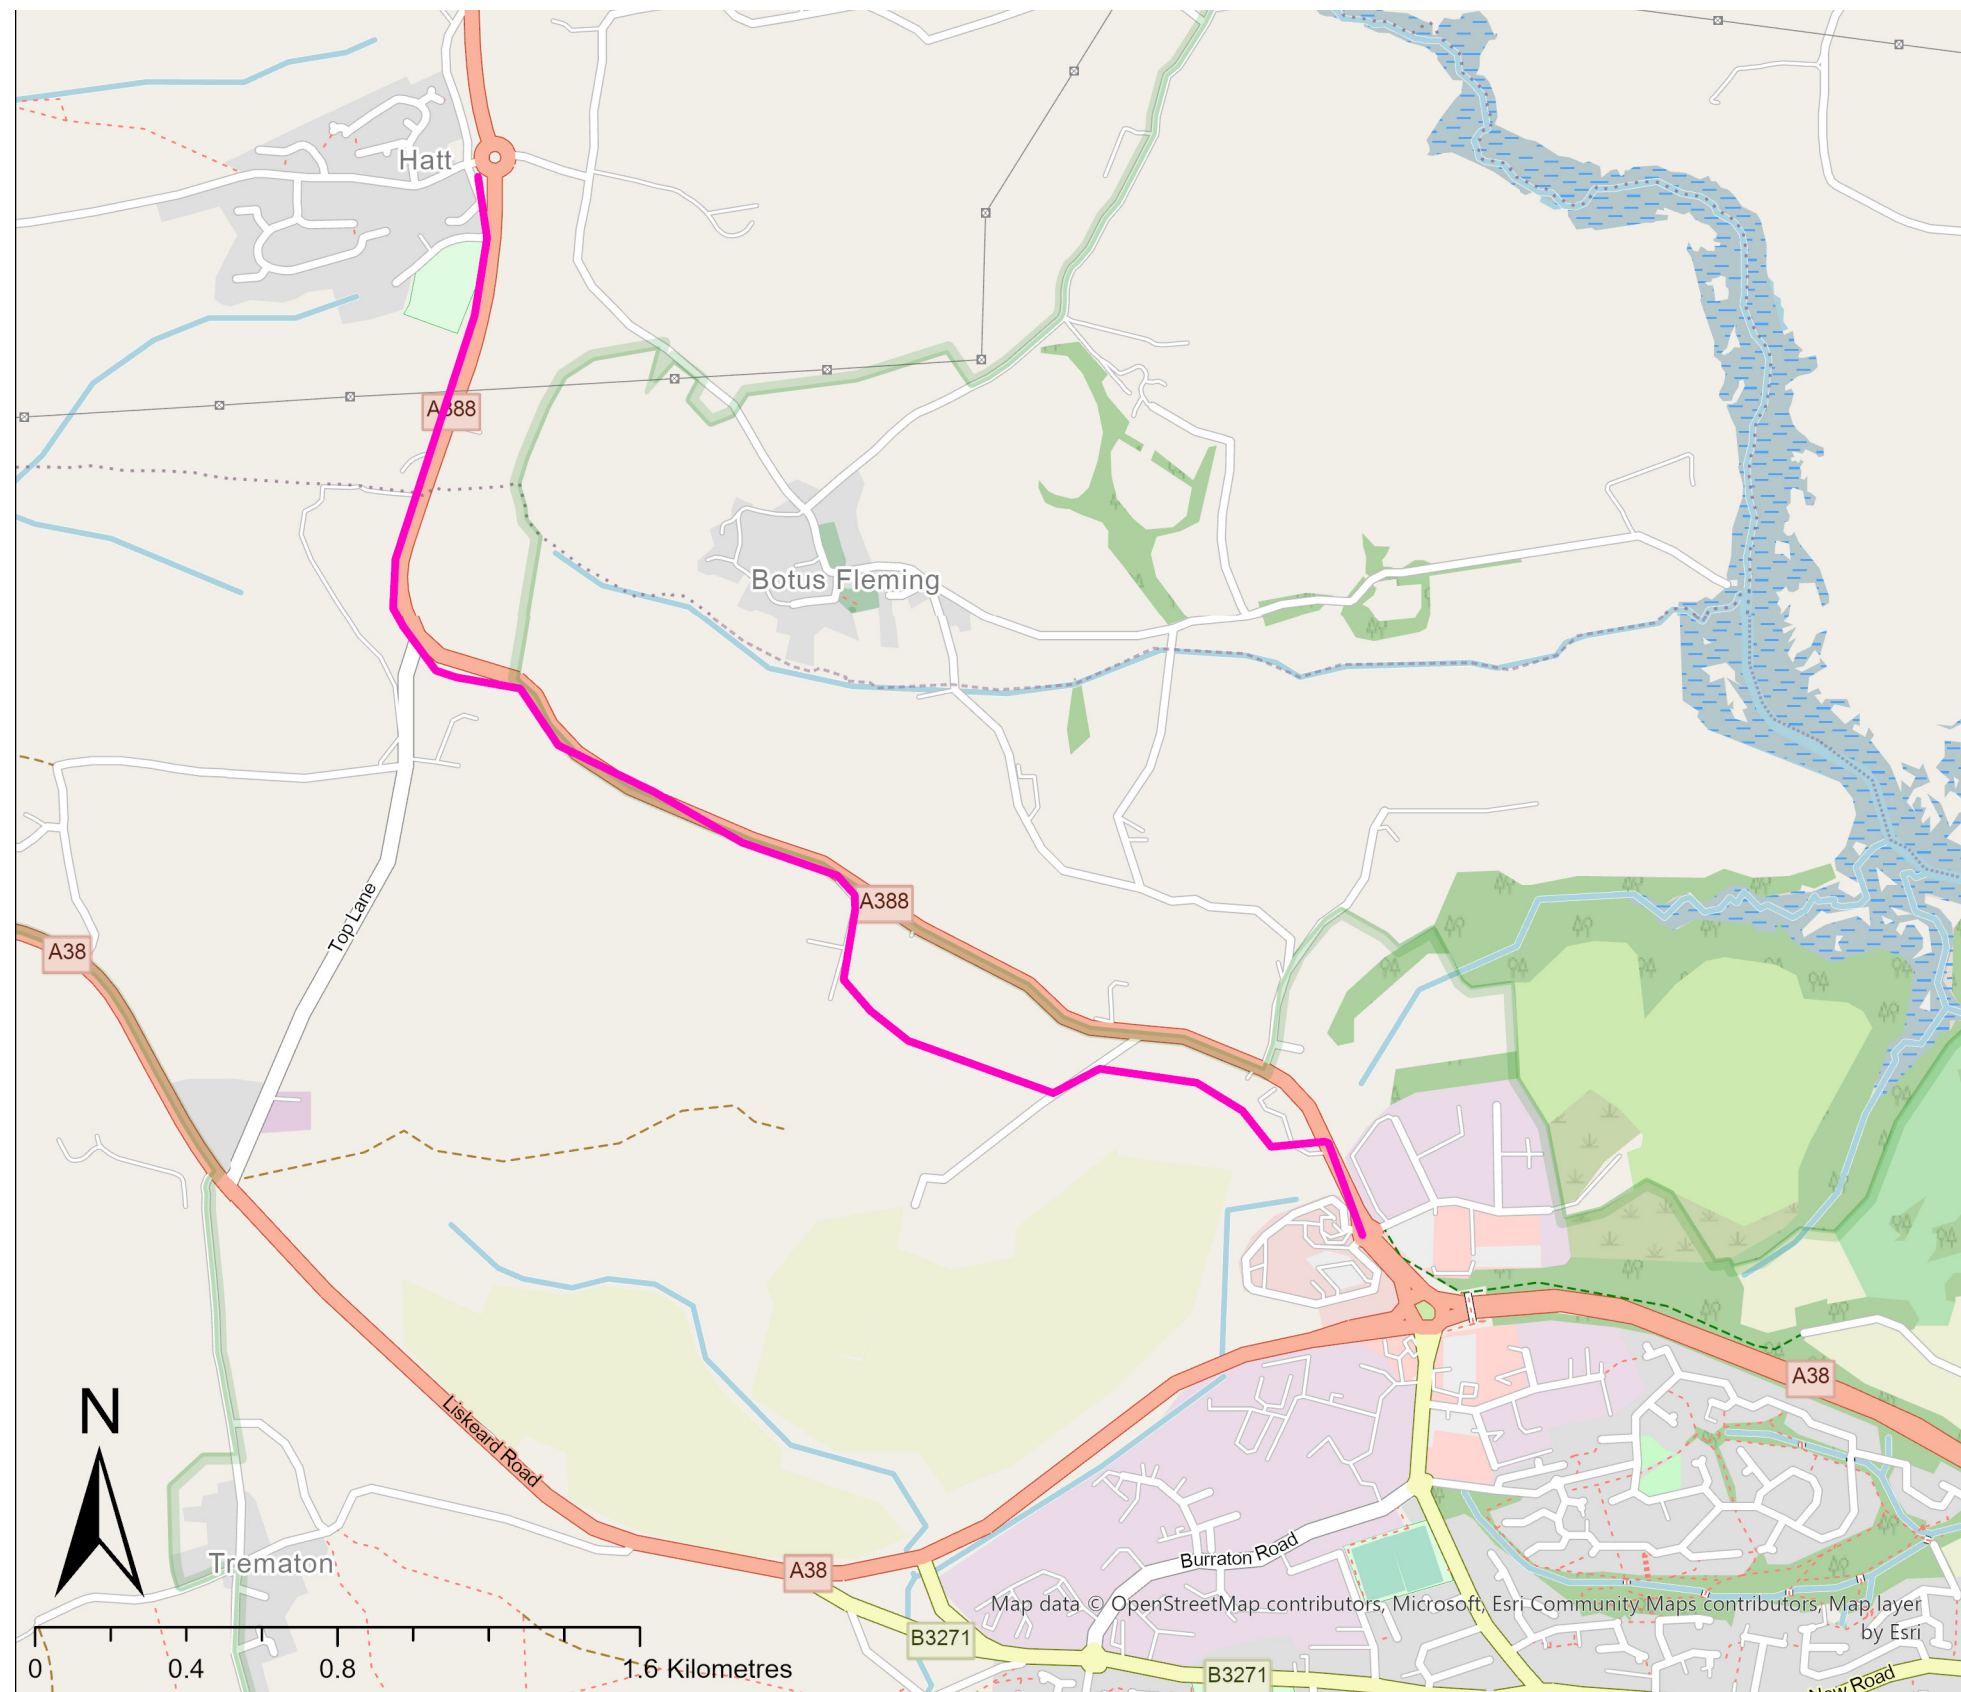 Hatt
A388
Botus Fleming
A388
Top Lane
A38
A38
N
Liskeard Road
Trematon
A38
Burraton Road
Map data © OpenStreetMap contributors, Microsoft, Esri Community Maps contributors, Map layer
by Esri
B3271
B3271
0 0.4 0.8 1.6 Kilometres
New Road